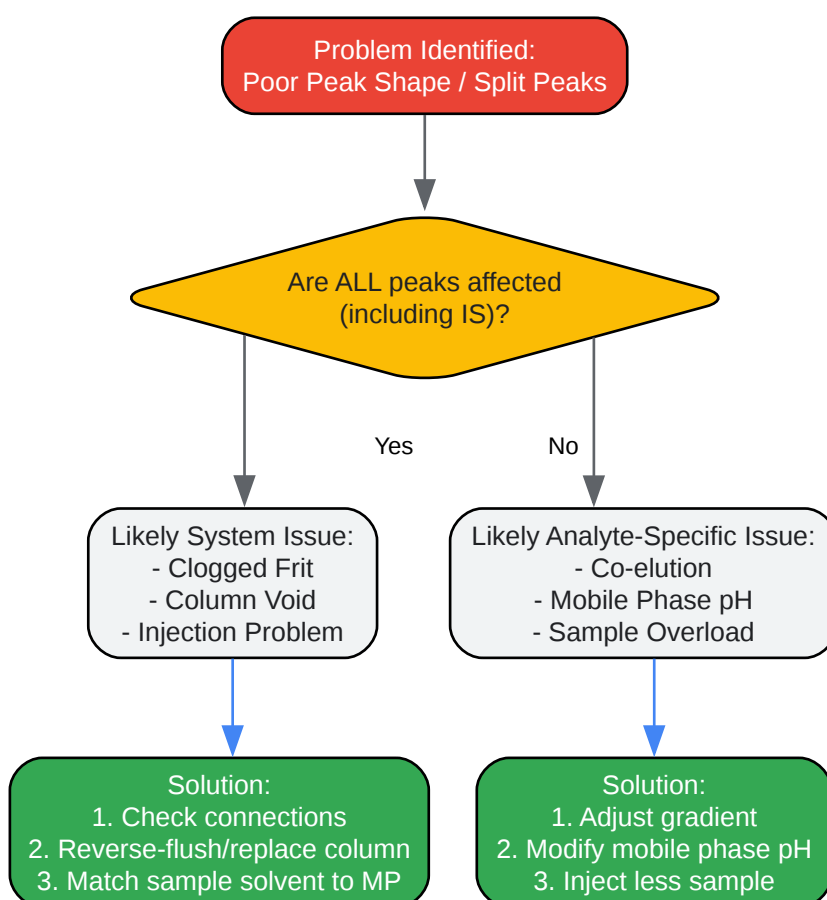 Problem Identified:
Poor Peak Shape / Split Peaks
Are ALL peaks affected
(including IS)?
Yes
No
Likely System Issue:
- Clogged Frit
- Column Void
- Injection Problem
Likely Analyte-Specific Issue:
- Co-elution
- Mobile Phase pH
- Sample Overload
Solution:
1. Check connections
2. Reverse-flush/replace column
3. Match sample solvent to MP
Solution:
1. Adjust gradient
2. Modify mobile phase pH
3. Inject less sample